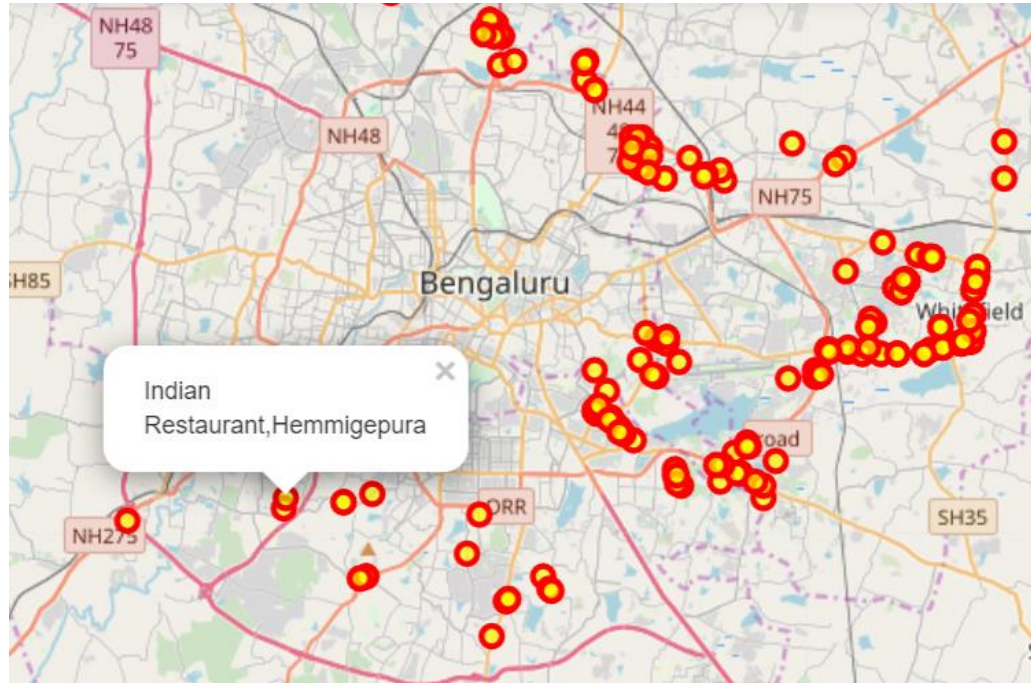 NH48
75
NH48
NH44
NH75
SH85
Bengaluru
Whitefield
Indian
Restaurant,Hemmigepura
×
road
ORR
NH275
SH35